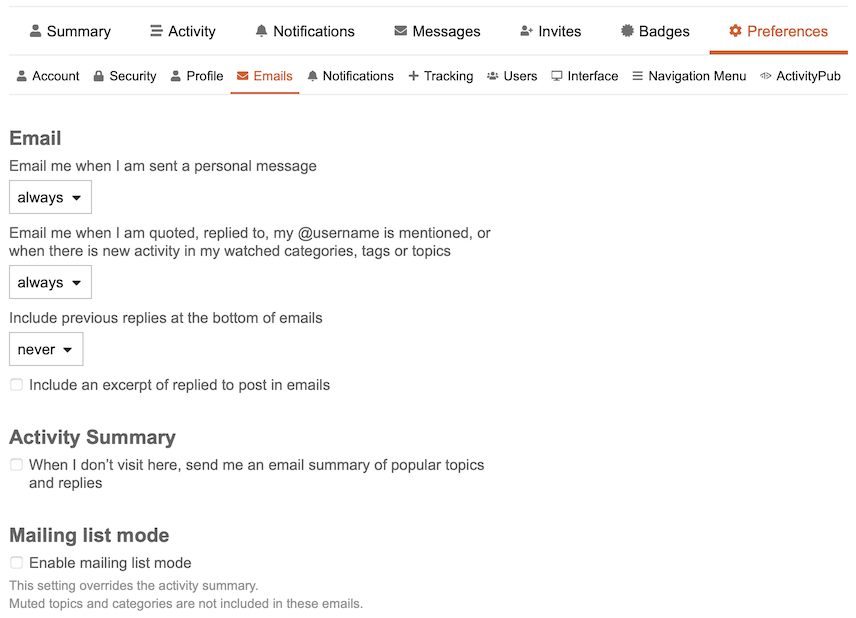 Summary Activity Notifications Messages Invites Badges Preferences
Account Security Profile Emails Notifications Tracking Users Interface Navigation Menu ActivityPub
Email
Email me when I am sent a personal message
always
Email me when I am quoted, replied to, my @username is mentioned, or
when there is new activity in my watched categories, tags or topics
always
Include previous replies at the bottom of emails
never
Include an excerpt of replied to post in emails
Activity Summary
When I don’t visit here, send me an email summary of popular topics
and replies
Mailing list mode
Enable mailing list mode
This setting overrides the activity summary.
Muted topics and categories are not included in these emails.